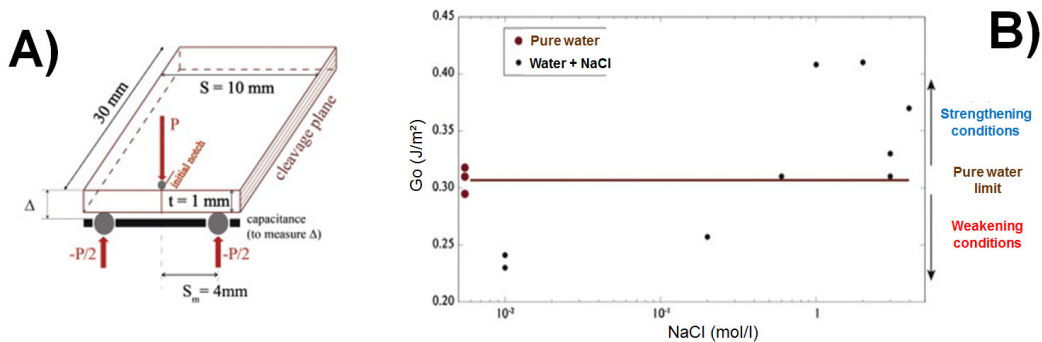 A)
30 mm
S = 10 mm
P
initial notch
cleavage plane
t = 1 mm
Δ
capacitance
(to measure Δ)
-P/2
-P/2
Sm = 4mm
B)
0.45
0.40
0.35
0.30
0.25
0.20
Go (J/m²)
Pure water
Water + NaCl
10⁻²
10⁻¹
1
NaCl (mol/l)
Strengthening
conditions
Pure water
limit
Weakening
conditions